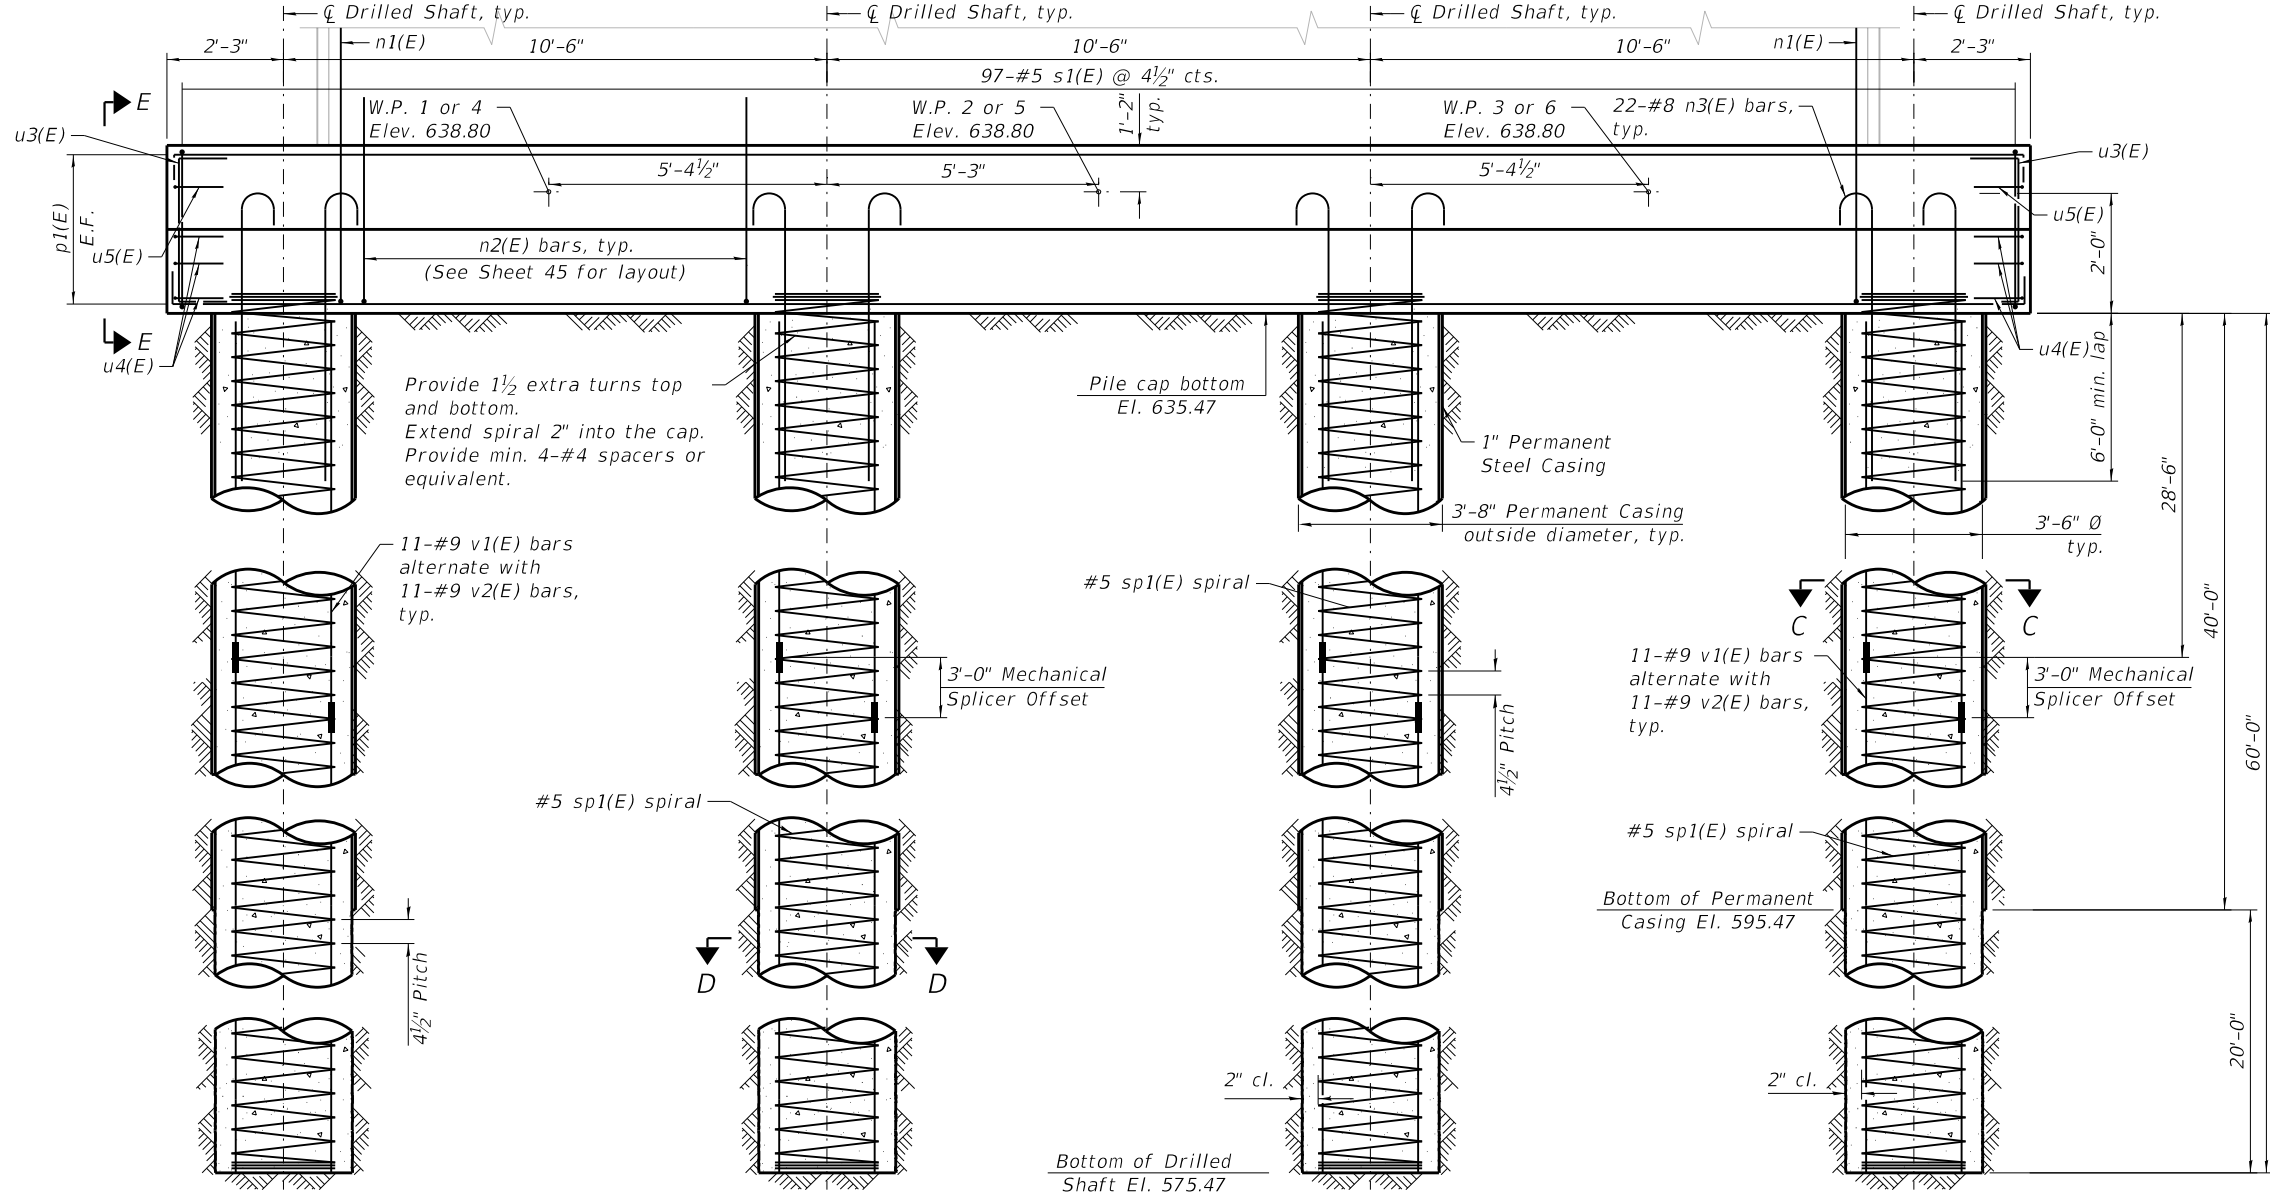 ℄ Drilled Shaft, typ.
℄ Drilled Shaft, typ.
℄ Drilled Shaft, typ.
℄ Drilled Shaft, typ.
2'-3"
n1(E)
10'-6"
10'-6"
10'-6"
n1(E)
2'-3"
97-#5 s1(E) @ 4½" cts.
E
W.P. 1 or 4
Elev. 638.80
W.P. 2 or 5
Elev. 638.80
1'-2"
typ.
W.P. 3 or 6
Elev. 638.80
22-#8 n3(E) bars,
typ.
u3(E)
u3(E)
5'-4½"
5'-3"
5'-4½"
p1(E)
E.F.
u5(E)
u5(E)
n2(E) bars, typ.
(See Sheet 45 for layout)
2'-0"
E
u4(E)
u4(E)
Provide 1½ extra turns top
and bottom.
Extend spiral 2" into the cap.
Provide min. 4-#4 spacers or
equivalent.
Pile cap bottom
El. 635.47
1" Permanent
Steel Casing
6'-0" min. lap
28'-6"
3'-8" Permanent Casing
outside diameter, typ.
3'-6" Ø
typ.
11-#9 v1(E) bars
alternate with
11-#9 v2(E) bars,
typ.
#5 sp1(E) spiral
C
C
40'-0"
3'-0" Mechanical
Splicer Offset
4½" Pitch
11-#9 v1(E) bars
alternate with
11-#9 v2(E) bars,
typ.
3'-0" Mechanical
Splicer Offset
60'-0"
#5 sp1(E) spiral
#5 sp1(E) spiral
4½" Pitch
D
D
Bottom of Permanent
Casing El. 595.47
20'-0"
2" cl.
2" cl.
Bottom of Drilled
Shaft El. 575.47